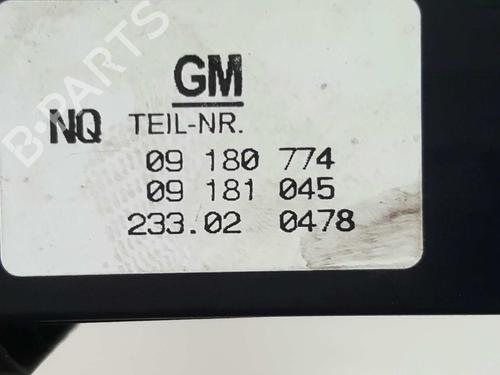 GM
NQ TEIL-NR.
09 180 774
09 181 045
233.02 0478
B-PARTS